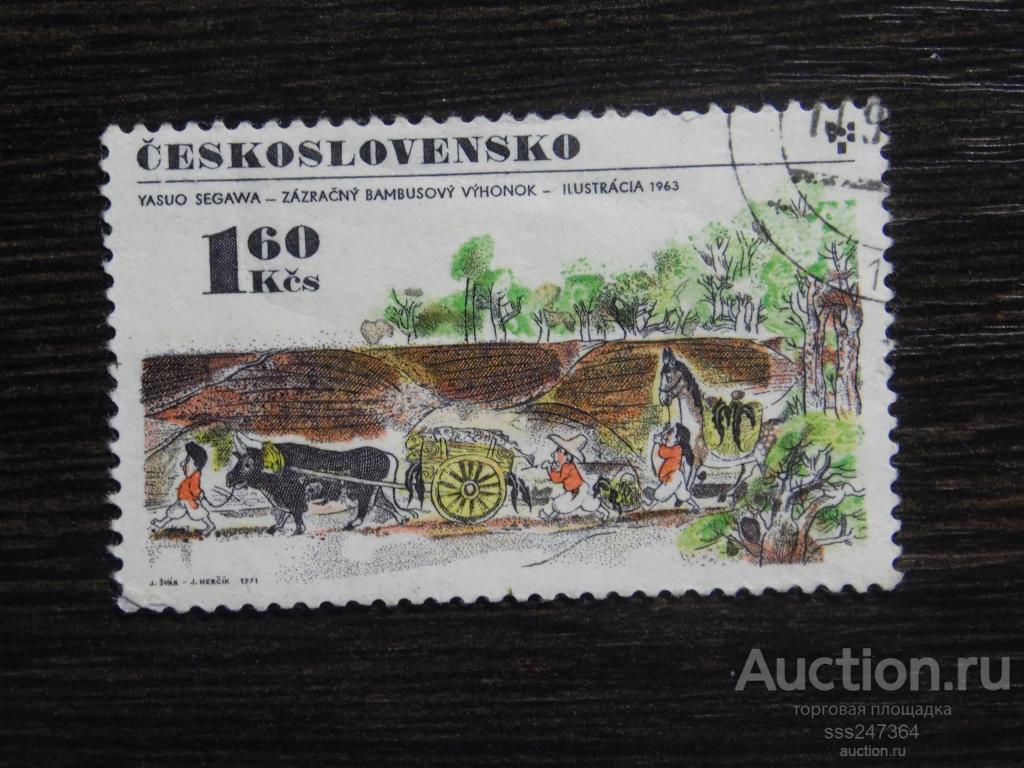 ČESKOSLOVENSKO
YASUO SEGAWA – ZÁZRAČNÝ BAMBUSOVÝ VÝHONOK – ILUSTRÁCIA 1963
1 60 Kčs
J. ŠVÁB - J. HERČÍK 1971
Auction.ru
торговая площадка
sss247364
auction.ru